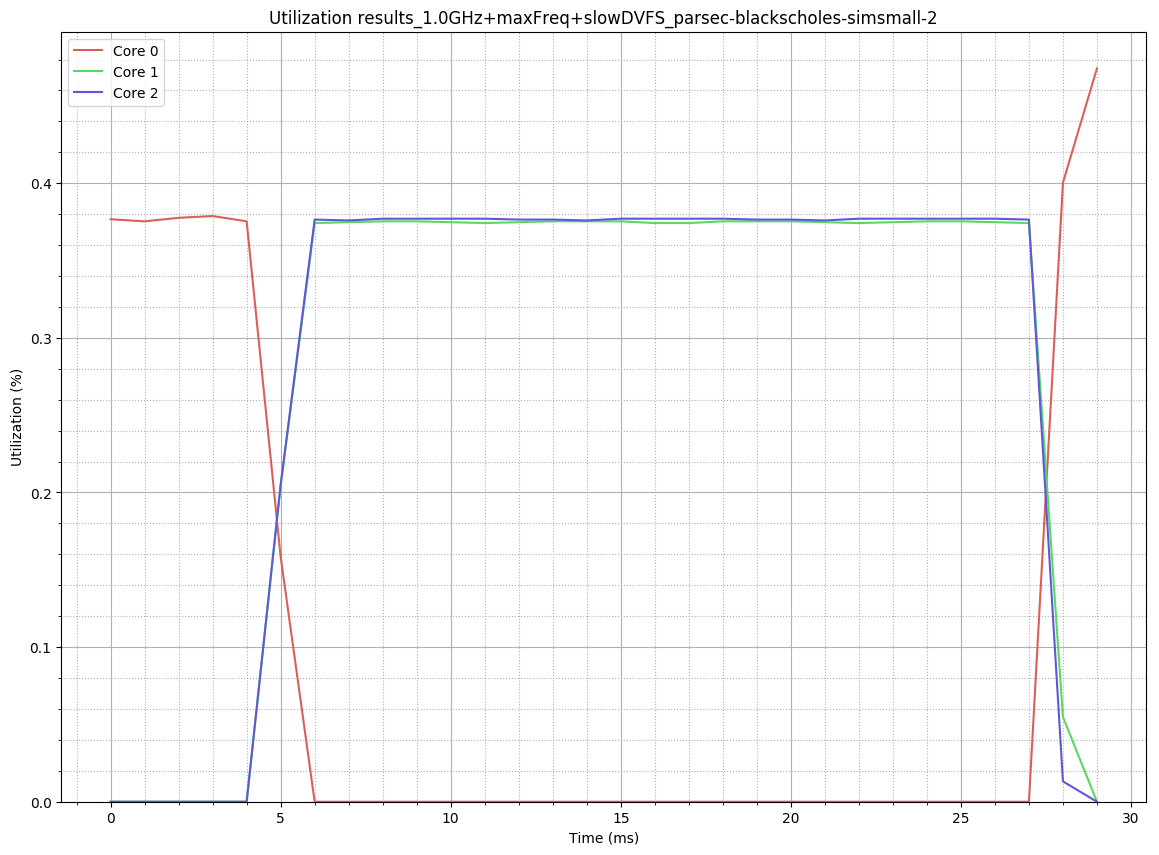 Utilization results_1.0GHz+maxFreq+slowDVFS_parsec-blackscholes-simsmall-2
Core 0
Core 1
Core 2
Utilization (%)
0.4
0.3
0.2
0.1
0.0
0 5 10 15 20 25 30
Time (ms)